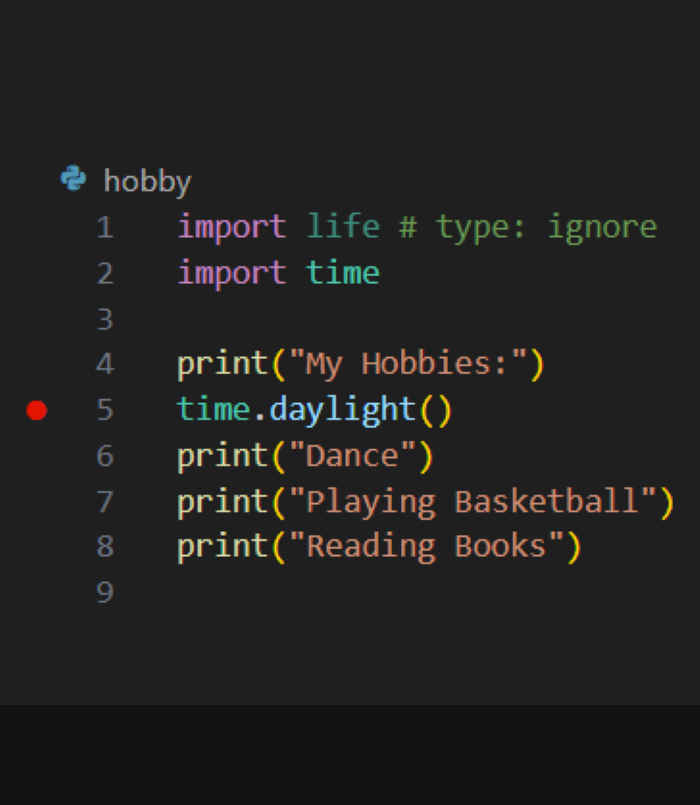 hobby
1 import life # type: ignore
2 import time
3
4 print("My Hobbies:")
5 time.daylight()
6 print("Dance")
7 print("Playing Basketball")
8 print("Reading Books")
9